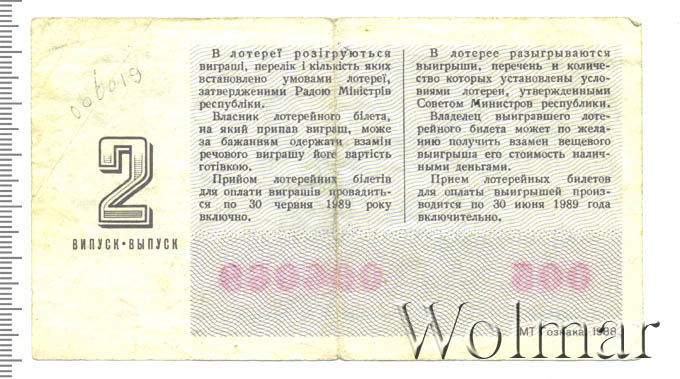 2
ВИПУСК • ВЫПУСК
В лотереї розігруються
виграші, перелік і кількість яких
встановлено умовами лотереї,
затвердженими Радою Міністрів
республіки.
Власник лотерейного білета,
на який припав виграш, може
за бажанням одержати взамін
речового виграшу його вартість
готівкою.
Прийом лотерейних білетів
для оплати виграшів провадить-
ся по 30 червня 1989 року
включно.
В лотерее разыгрываются
выигрыши, перечень и количе-
ство которых установлены усло-
виями лотереи, утвержденными
Советом Министров республики.
Владелец выигравшего лоте-
рейного билета может по жела-
нию получить взамен вещевого
выигрыша его стоимость налич-
ными деньгами.
Прием лотерейных билетов
для оплаты выигрышей произ-
водится по 30 июня 1989 года
включительно.
МТ Гознака. 1988.
Wolmar